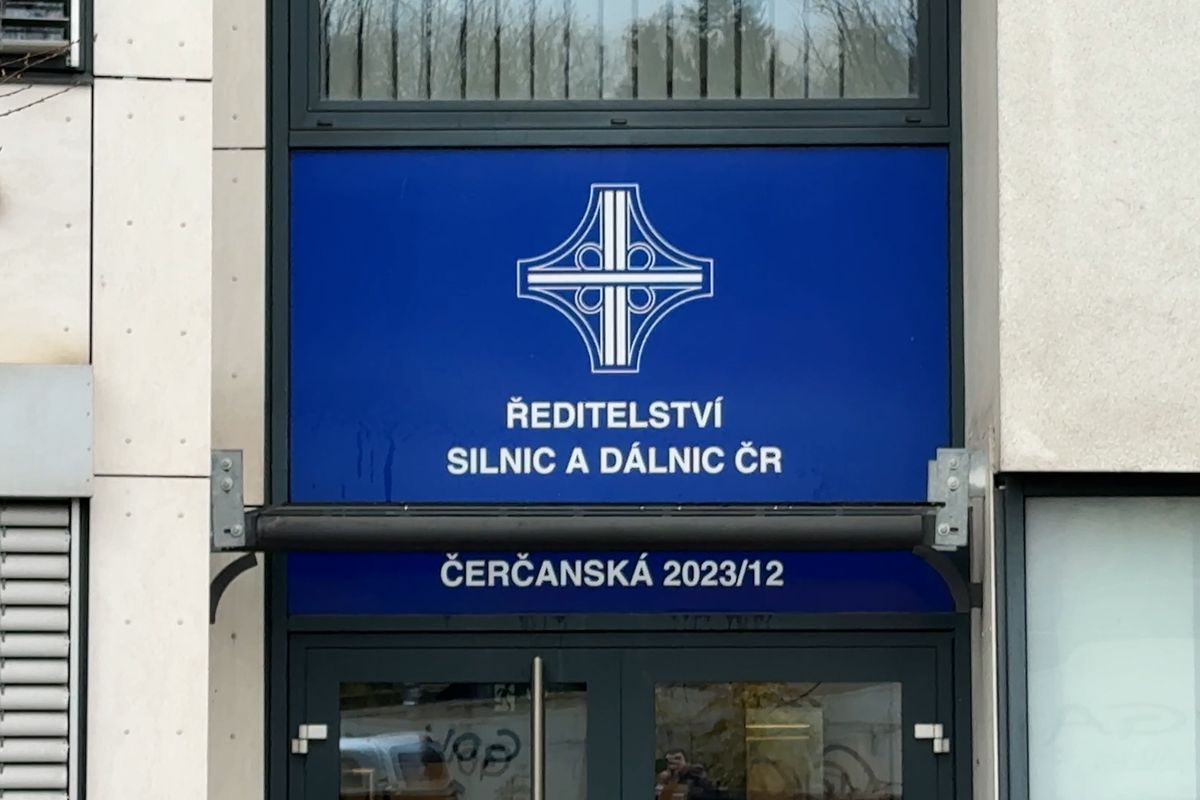 ŘEDITELSTVÍ
SILNIC A DÁLNIC ČR
ČERČANSKÁ 2023/12